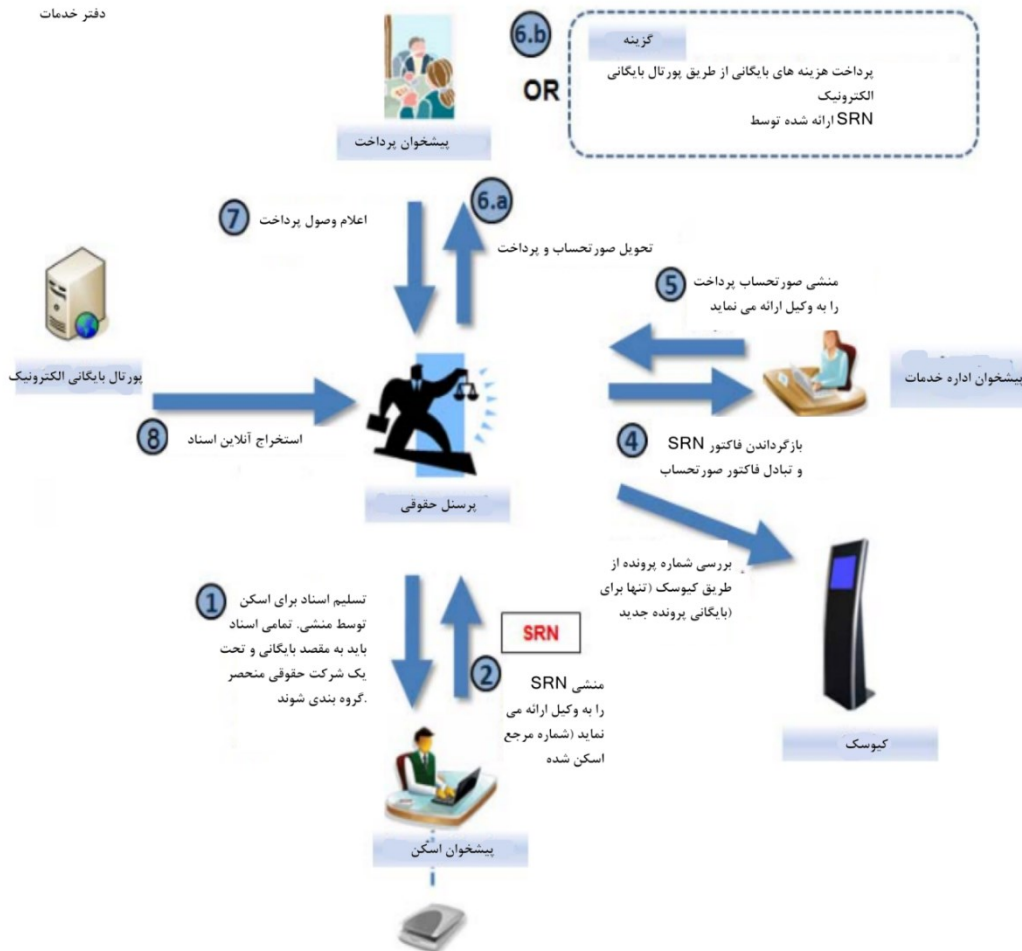 دفتر خدمات
6.b
OR
گزینه
پرداخت هزینه های بایگانی از طریق پورتال بایگانی
الکترونیک
SRN ارائه شده توسط
پیشخوان پرداخت
7
اعلام وصول پرداخت
6.a
تحویل صورتحساب و پرداخت
5
منشی صورتحساب پرداخت
را به وکیل ارائه می نماید
پیشخوان اداره خدمات
پورتال بایگانی الکترونیک
8
استخراج آنلاین اسناد
پرسنل حقوقی
4
بازگرداندن فاکتور SRN
و تبادل فاکتور صورتحساب
بررسی شماره پرونده از
طریق کیوسک (تنها برای
(بایگانی پرونده جدید
کیوسک
1
تسلیم اسناد برای اسکن
توسط منشی. تمامی اسناد
باید به مقصد بایگانی و تحت
یک شرکت حقوقی منحصر
.گروه بندی شوند
SRN
2
منشی SRN
را به وکیل ارائه می
نماید (شماره مرجع
اسکن شده
پیشخوان اسکن